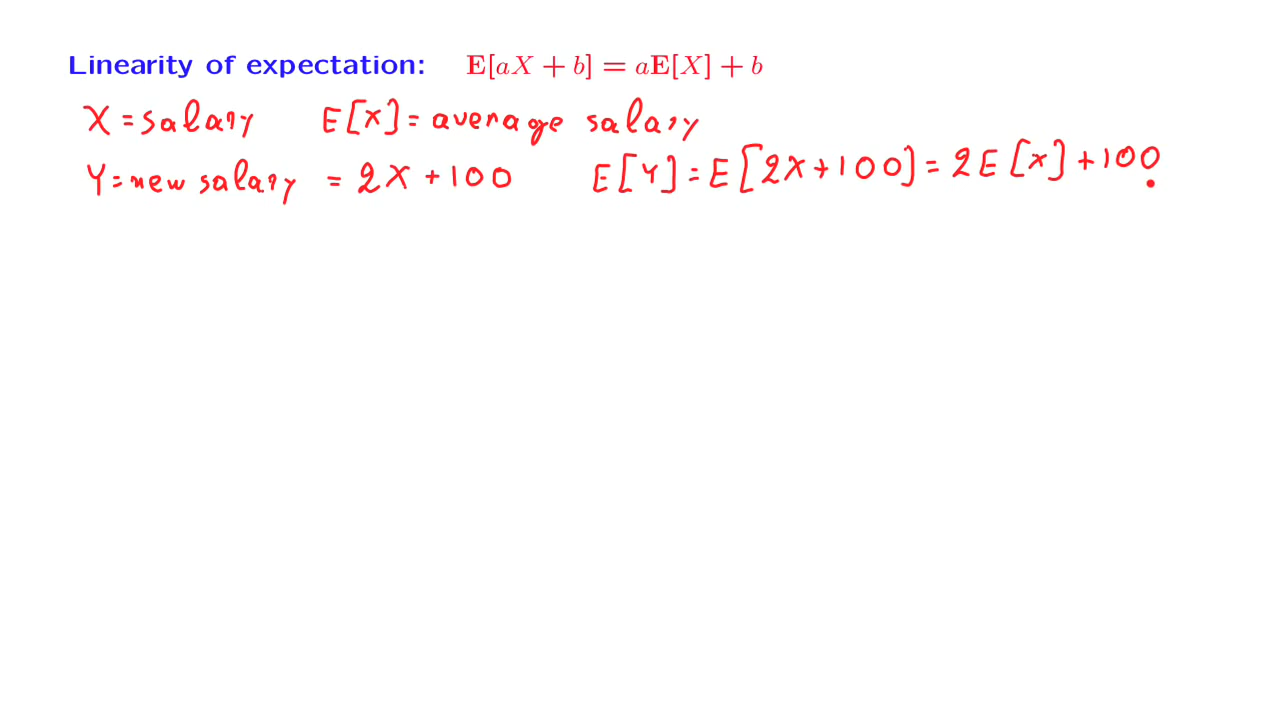 Linearity of expectation: E[aX + b] = aE[X] + b
X = salary E[X] = average salary
Y = new salary = 2X + 100 E[Y] = E[2X + 100] = 2E[X] + 100